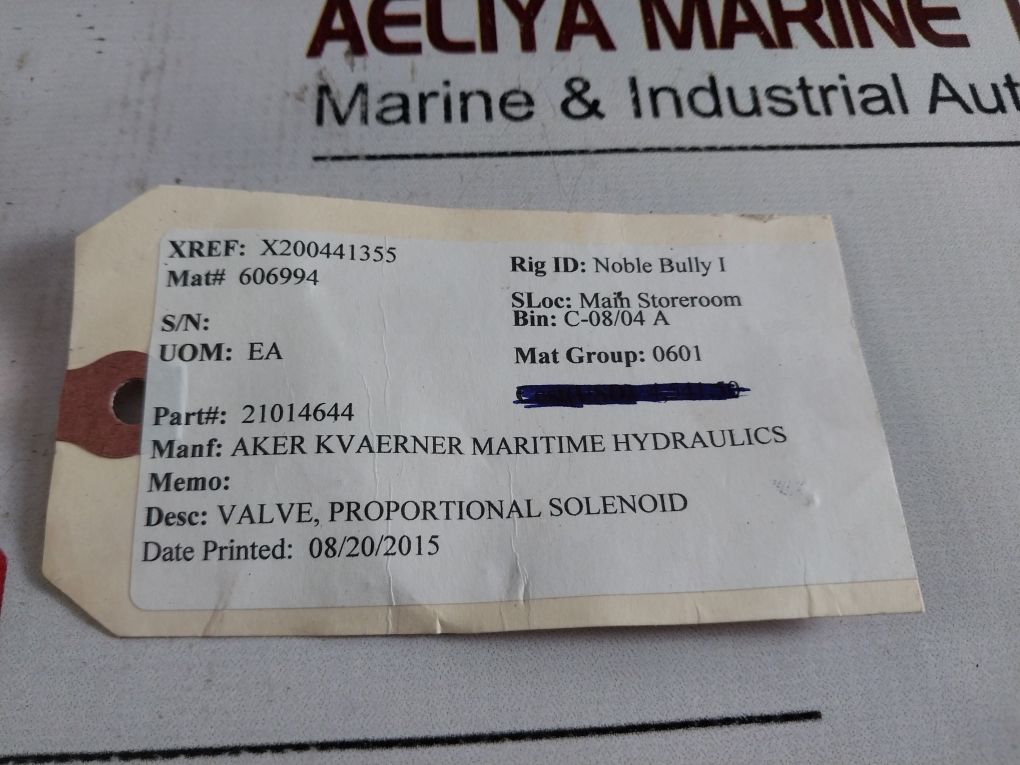 AELIYA MARINE
Marine & Industrial Aut
XREF: X200441355
Mat# 606994
S/N:
UOM: EA
Part#: 21014644
Manf: AKER KVAERNER MARITIME HYDRAULICS
Memo:
Desc: VALVE, PROPORTIONAL SOLENOID
Date Printed: 08/20/2015
Rig ID: Noble Bully I
SLoc: Main Storeroom
Bin: C-08/04 A
Mat Group: 0601